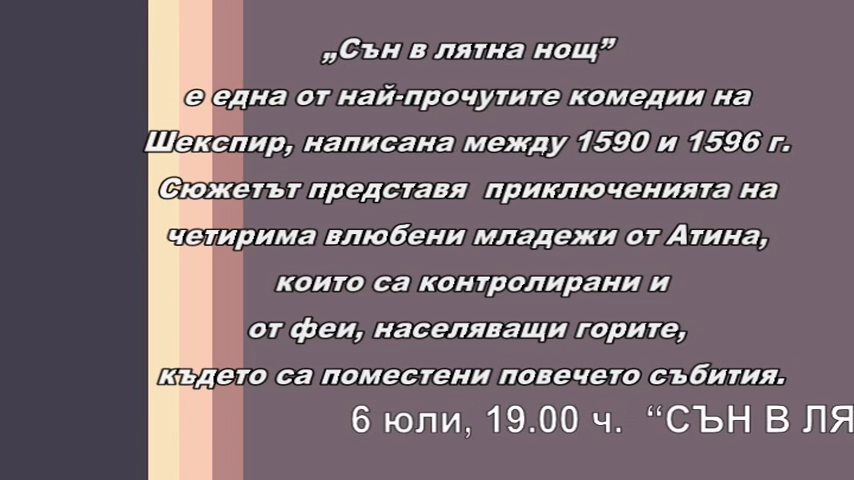 „Сън в лятна нощ”
е една от най-прочутите комедии на
Шекспир, написана между 1590 и 1596 г.
Сюжетът представя приключенията на
четирима влюбени младежи от Атина,
които са контролирани и
от феи, населяващи горите,
където са поместени повечето събития.
6 юли, 19.00 ч. “СЪН В ЛЯ